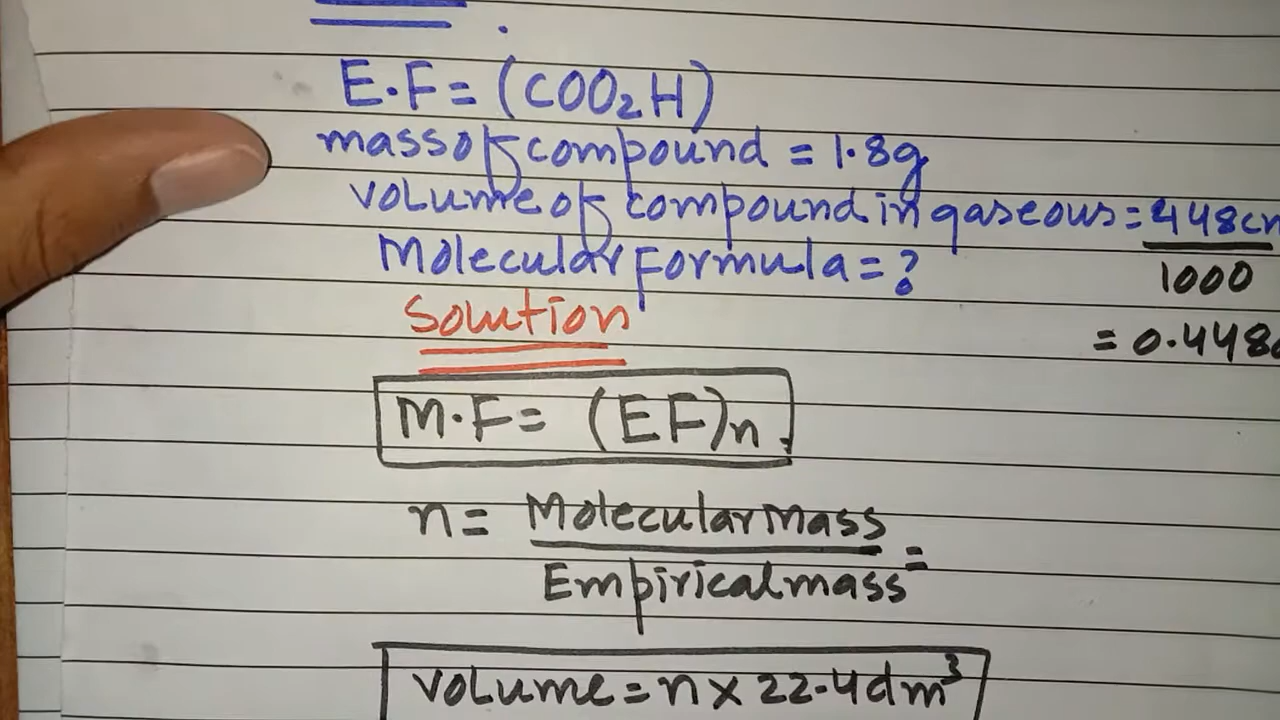 E.F = (COO₂H)
mass of compound = 1.8g
volume of compound in gaseous = 448c
Molecular Formula = ?
1000
= 0.448
Solution
M.F = (EF)n.
n = Molecular Mass
Empirical mass =
volume = n × 22.4dm³